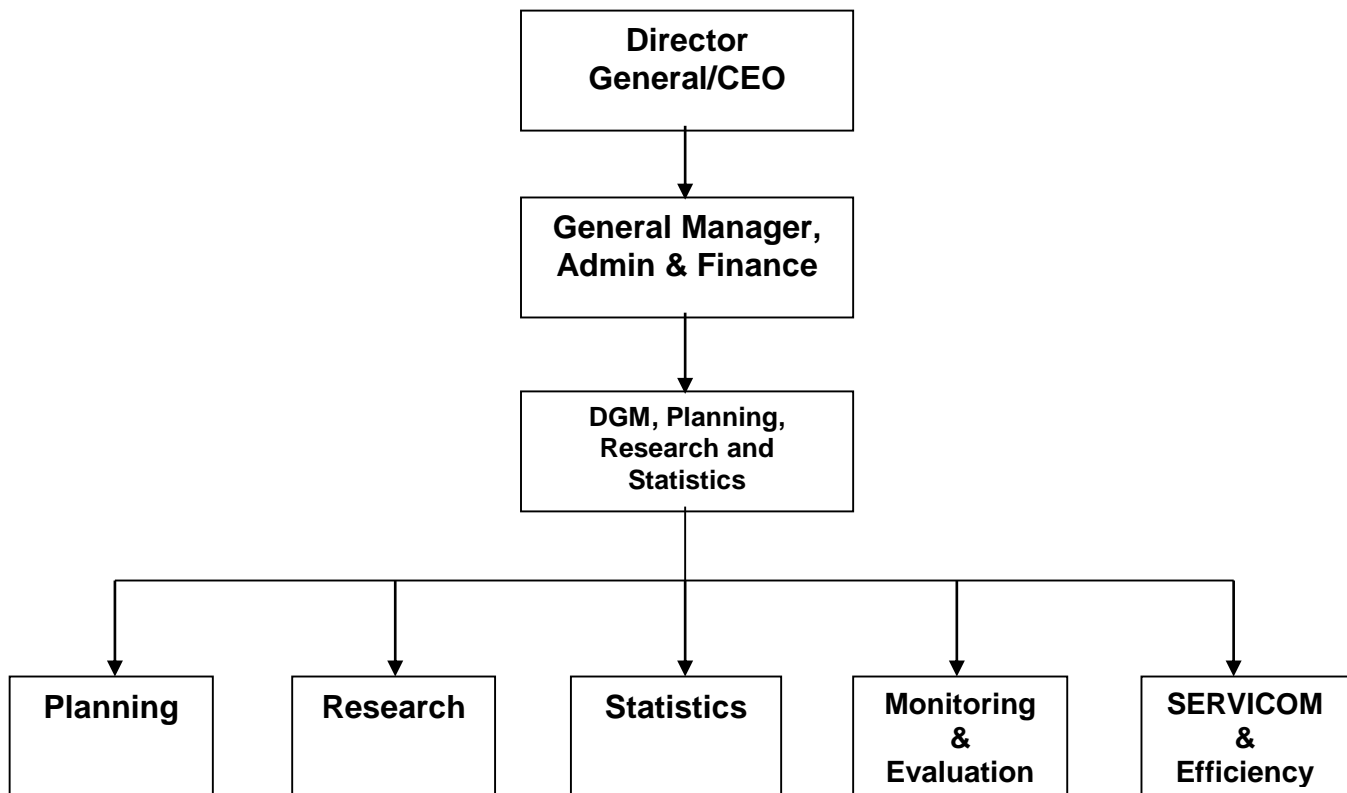 Director
General/CEO
General Manager,
Admin & Finance
DGM, Planning,
Research and
Statistics
Planning
Research
Statistics
Monitoring
&
Evaluation
SERVICOM
&
Efficiency